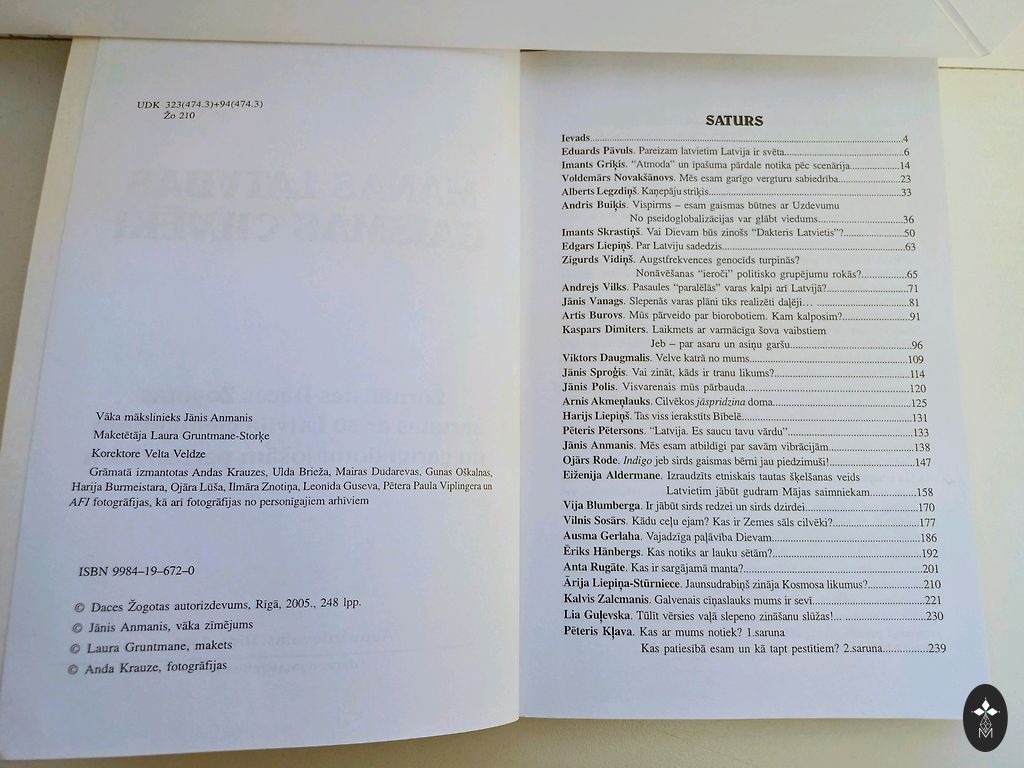 UDK 323(474.3)+94(474.3)
Žo 210
Vāka mākslinieks Jānis Anmanis
Maketētāja Laura Gruntmane-Storķe
Korektore Velta Veldze
Grāmatā izmantotas Andas Krauzes, Ulda Brieža, Mairas Dudarevas, Gunas Oškalnas,
Harija Burmeistara, Ojāra Lūša, Ilmāra Znotiņa, Leonida Guseva, Pētera Paula Viplingera un
AFI fotogrāfijas, kā arī fotogrāfijas no personīgajiem arhīviem
ISBN 9984–19–672–0
© Daces Žogotas autorizdevums, Rīgā, 2005., 248 lpp.
© Jānis Anmanis, vāka zīmējums
© Laura Gruntmane, makets
© Anda Krauze, fotogrāfijas
SATURS
Ievads...4
Eduards Pāvuls. Pareizam latvietim Latvija ir svēta...6
Imants Griķis. “Atmoda” un īpašuma pārdale notika pēc scenārija...14
Voldemārs Novakšānovs. Mēs esam garīgo vergturu sabiedrība...23
Alberts Legzdiņš. Kaņepāju striķis...33
Andris Buiķis. Vispirms – esam gaismas būtnes ar Uzdevumu
No pseidoglobalizācijas var glābt viedums...36
Imants Skrastiņš. Vai Dievam būs zinošs “Dakteris Latvietis”?...50
Edgars Liepiņš. Par Latviju sadedzis...63
Zigurds Vidiņš. Augstfrekvences genocīds turpinās?
Nonāvēšanas “ieroči” politisko grupējumu rokās?...65
Andrejs Vilks. Pasaules “paralēlās” varas kalpi arī Latvijā?...71
Jānis Vanags. Slepenās varas plāni tiks realizēti daļēji...81
Artis Burovs. Mūs pārveido par biorobotiem. Kam kalposim?...91
Kaspars Dimiters. Laikmets ar varmācīga šova vaibstiem
Jeb – par asaru un asiņu garšu...96
Viktors Daugmalis. Velve katrā no mums...109
Jānis Sproģis. Vai zināt, kāds ir tranu likums?...114
Jānis Polis. Visvarenais mūs pārbauda...120
Arnis Akmeņlauks. Cilvēkos jāspridzina doma...125
Harijs Liepiņš. Tas viss ierakstīts Bībelē...131
Pēteris Pētersons. “Latvija. Es saucu tavu vārdu”...133
Jānis Anmanis. Mēs esam atbildīgi par savām vibrācijām...138
Ojārs Rode. Indigo jeb sirds gaismas bērni jau piedzimuši!...147
Eiženija Aldermane. Izraudzīts etniskais tautas šķelšanas veids
Latvietim jābūt gudram Mājas saimniekam...158
Vija Blumberga. Ir jābūt sirds redzei un sirds dzirdei...170
Vilnis Sosārs. Kādu ceļu ejam? Kas ir Zemes sāls cilvēki?...177
Ausma Gerlaha. Vajadzīga paļāvība Dievam...186
Ēriks Hānbergs. Kas notiks ar lauku sētām?...192
Anta Rugāte. Kas ir sargājamā manta?...201
Ārija Liepiņa-Stūrniece. Jaunsudrabiņš zināja Kosmosa likumus?...210
Kalvis Zalcmanis. Galvenais cīņaslauks mums ir sevī...221
Lia Guļevska. Tūlīt vērsies vaļā slepeno zināšanu slūžas!...230
Pēteris Kļava. Kas ar mums notiek? 1.saruna
Kas patiesībā esam un kā tapt pestītiem? 2.saruna...239